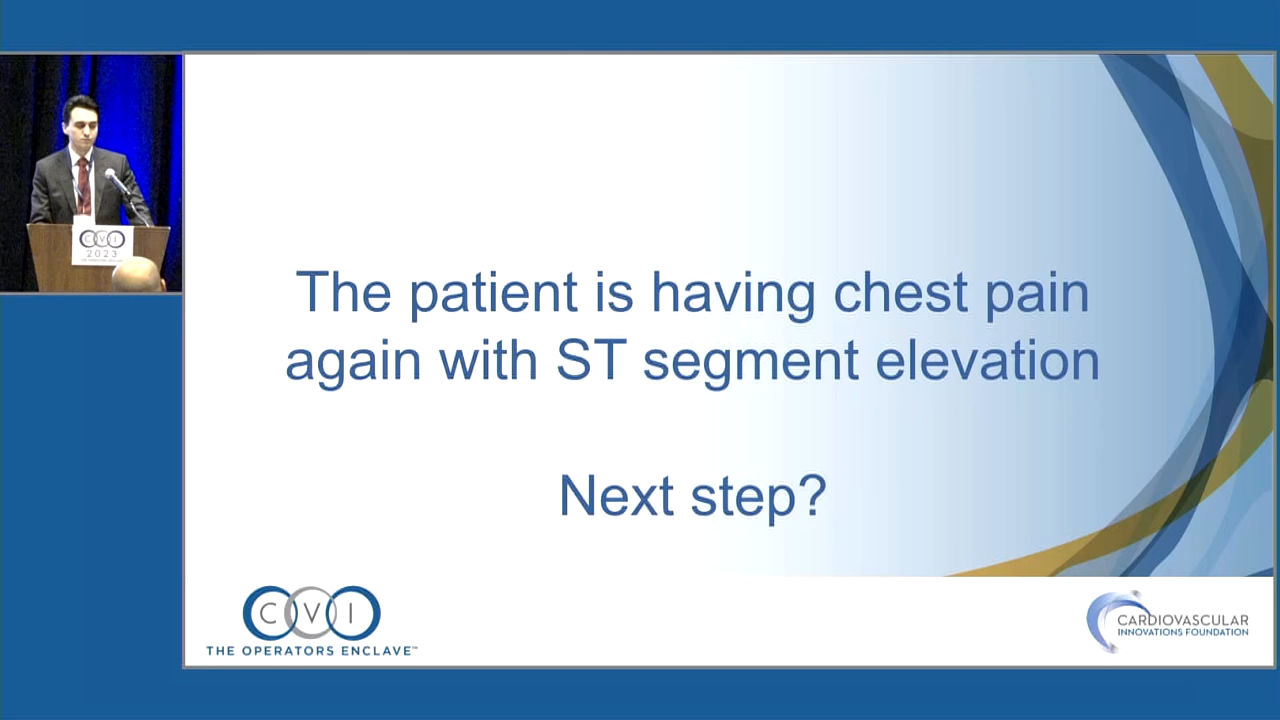 CVI
2023
The patient is having chest pain
again with ST segment elevation
Next step?
CVI
THE OPERATORS ENCLAVE™
CARDIOVASCULAR
INNOVATIONS FOUNDATION